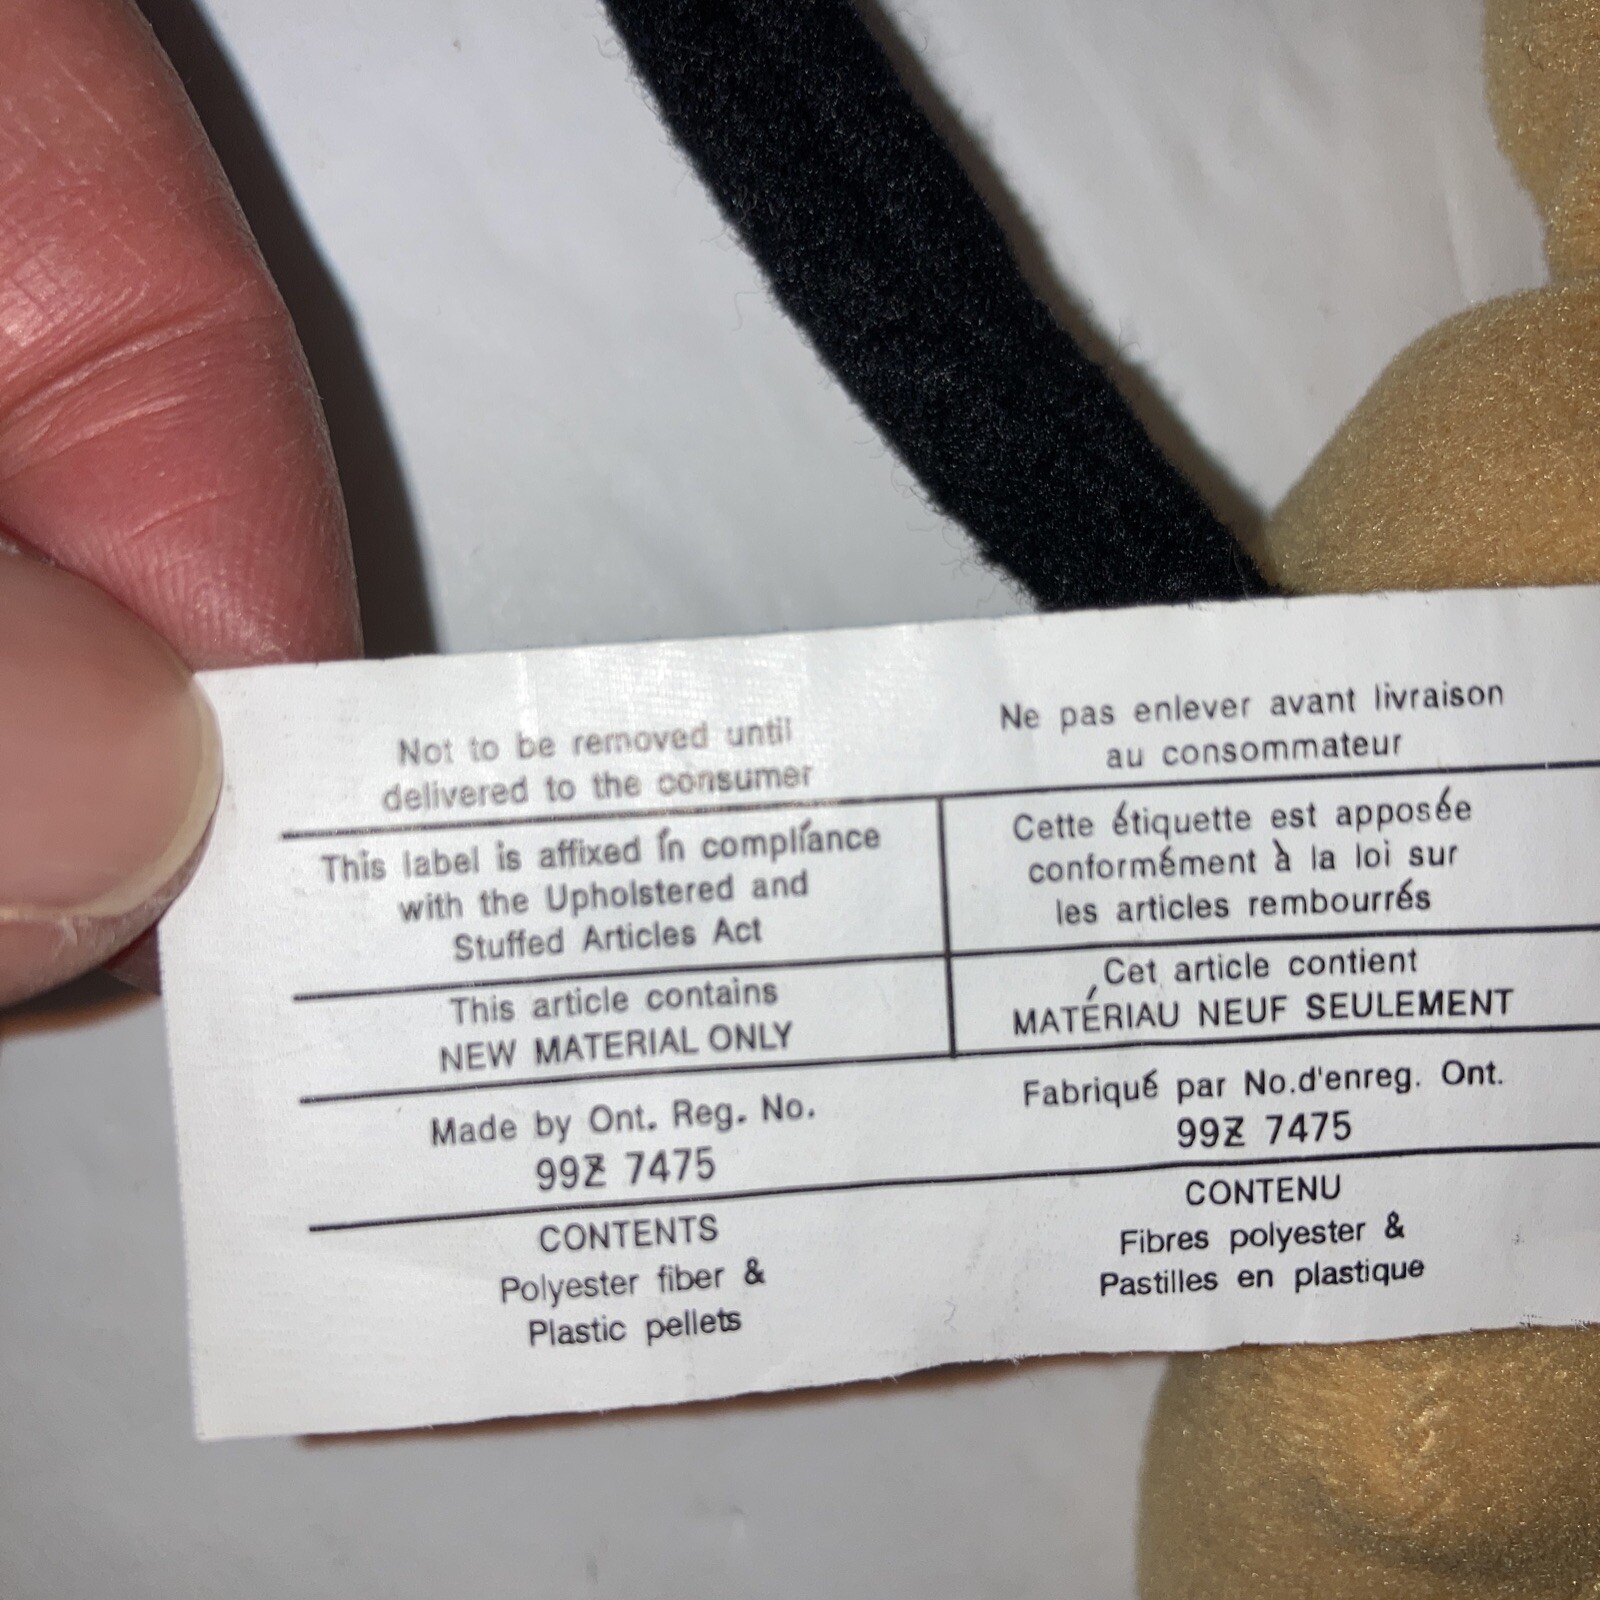 Not to be removed until
delivered to the consumer
Ne pas enlever avant livraison
au consommateur
This label is affixed in compliance
with the Upholstered and
Stuffed Articles Act
Cette étiquette est apposée
conformément à la loi sur
les articles rembourrés
This article contains
NEW MATERIAL ONLY
Cet article contient
MATÉRIAU NEUF SEULEMENT
Made by Ont. Reg. No.
99Z 7475
Fabriqué par No.d'enreg. Ont.
99Z 7475
CONTENTS
Polyester fiber &
Plastic pellets
CONTENU
Fibres polyester &
Pastilles en plastique